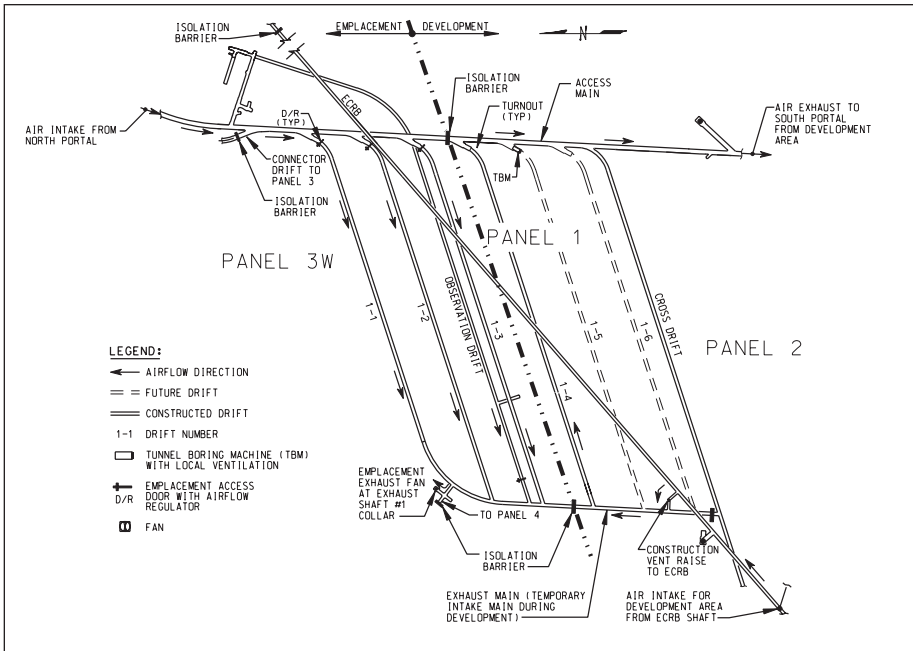 ISOLATION
BARRIER
EMPLACEMENT
DEVELOPMENT
N
ISOLATION
BARRIER
TURNOUT
(TYP)
ACCESS
MAIN
AIR EXHAUST TO
SOUTH PORTAL
FROM DEVELOPMENT
AREA
ECRB
D/R
(TYP)
AIR INTAKE FROM
NORTH PORTAL
CONNECTOR
DRIFT TO
PANEL 3
ISOLATION
BARRIER
TBM
PANEL 3W
PANEL 1
PANEL 2
1-1
1-2
OBSERVATION DRIFT
1-3
1-4
1-5
1-6
CROSS DRIFT
LEGEND:
AIRFLOW DIRECTION
FUTURE DRIFT
CONSTRUCTED DRIFT
1-1 DRIFT NUMBER
TUNNEL BORING MACHINE (TBM)
WITH LOCAL VENTILATION
EMPLACEMENT ACCESS
D/R DOOR WITH AIRFLOW
REGULATOR
FAN
EMPLACEMENT
EXHAUST FAN
AT EXHAUST
SHAFT #1
COLLAR
TO PANEL 4
ISOLATION
BARRIER
EXHAUST MAIN (TEMPORARY
INTAKE MAIN DURING
DEVELOPMENT)
CONSTRUCTION
VENT RAISE
TO ECRB
AIR INTAKE FOR
DEVELOPMENT AREA
FROM ECRB SHAFT